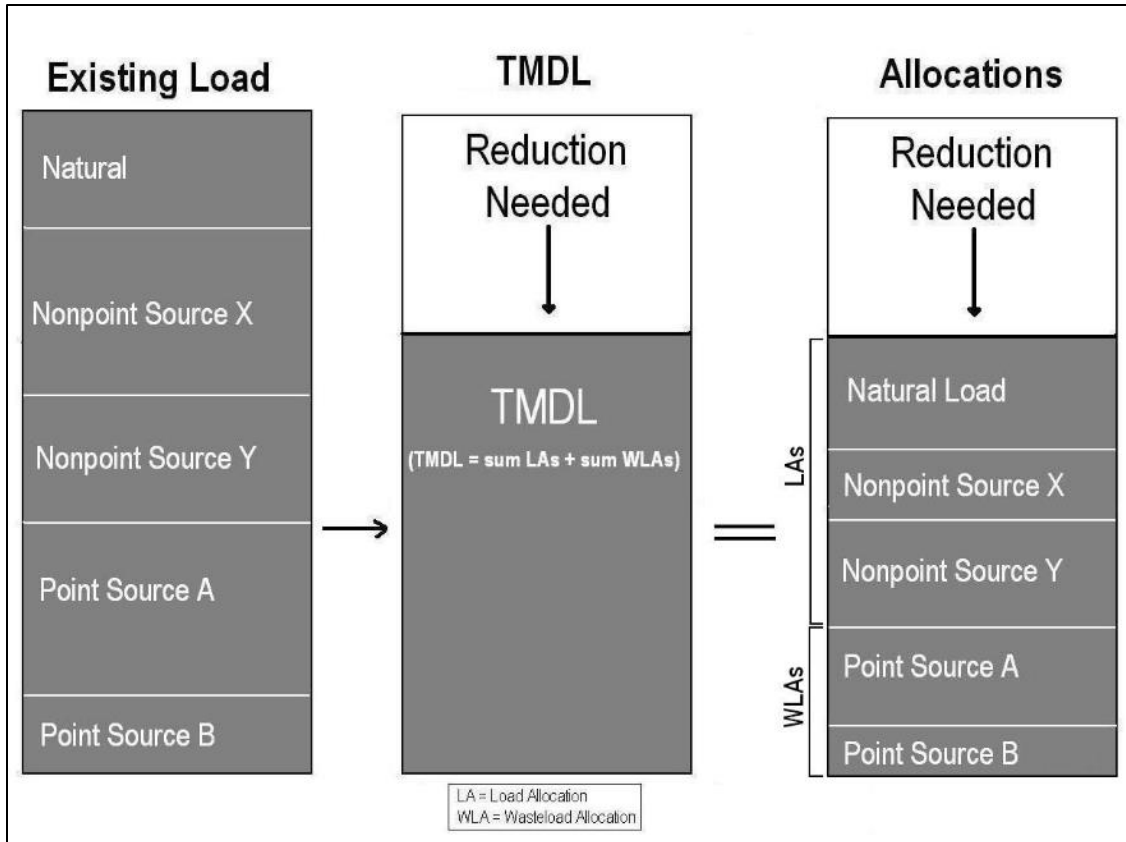 Existing Load
Natural
Nonpoint Source X
Nonpoint Source Y
Point Source A
Point Source B
TMDL
Reduction
Needed
TMDL
(TMDL = sum LAs + sum WLAs)
Allocations
Reduction
Needed
LAs
Natural Load
Nonpoint Source X
Nonpoint Source Y
WLAs
Point Source A
Point Source B
LA = Load Allocation
WLA = Wasteload Allocation